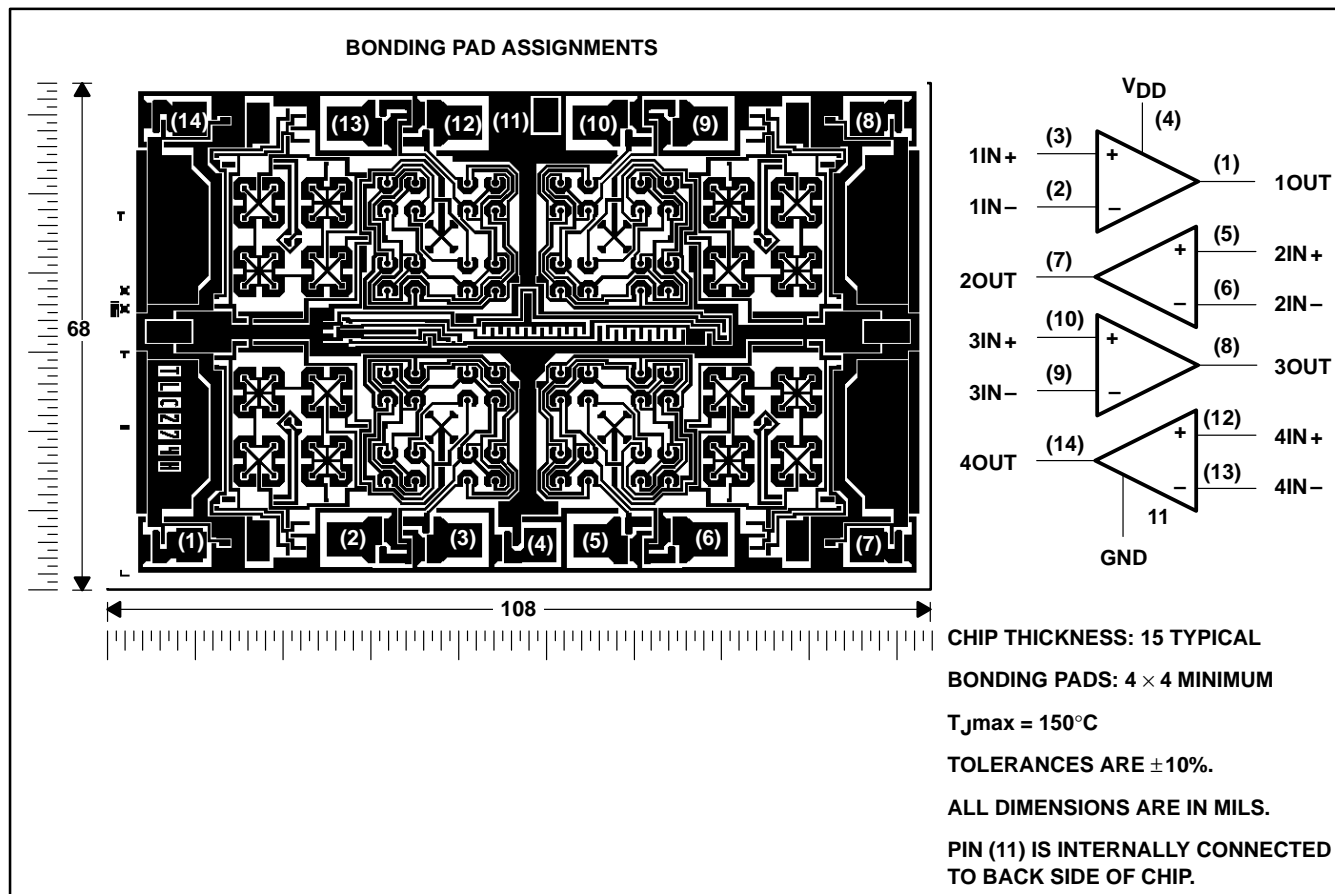 BONDING PAD ASSIGNMENTS
(14) (13) (12) (11) (10) (9) (8)
68
(1) (2) (3) (4) (5) (6) (7)
108
VDD
(4)
(3)
1IN+
+
(1)
1OUT
(2)
1IN−
−
(5)
2IN+
+
(7)
2OUT
(6)
2IN−
−
(10)
3IN+
+
(8)
3OUT
(9)
3IN−
−
(12)
4IN+
+
(14)
4OUT
(13)
4IN−
−
11
GND
CHIP THICKNESS: 15 TYPICAL
BONDING PADS: 4 × 4 MINIMUM
TJmax = 150°C
TOLERANCES ARE ±10%.
ALL DIMENSIONS ARE IN MILS.
PIN (11) IS INTERNALLY CONNECTED
TO BACK SIDE OF CHIP.